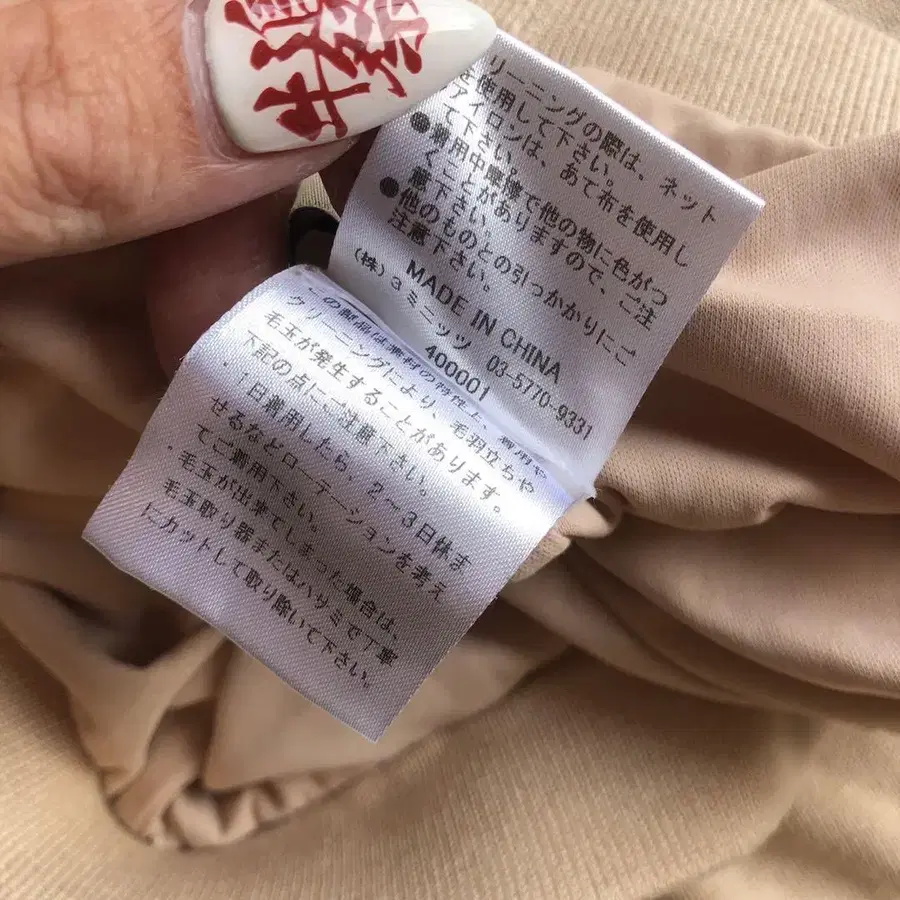 リーニングの際は、ネット
を使用して下さい。
アイロンは、あて布を使用し
て下さい。
●着用中摩擦で他の物に色がつ
くことがありますので、ご注
意下さい。
●他のものとの引っかかりにご
注意下さい。
MADE IN CHINA
(株)3ミニッツ 03-5770-9331
400001
この製品は素材の特性上、着用や
クリーニングにより、毛羽立ちや
毛玉が発生することがあります。
下記の点にご注意下さい。
・1日着用したら、2～3日休ま
せるなどローテーションを考え
てご着用下さい。
・毛玉が出来てしまった場合は、
毛玉取り器またはハサミで丁寧
にカットして取り除いて下さい。